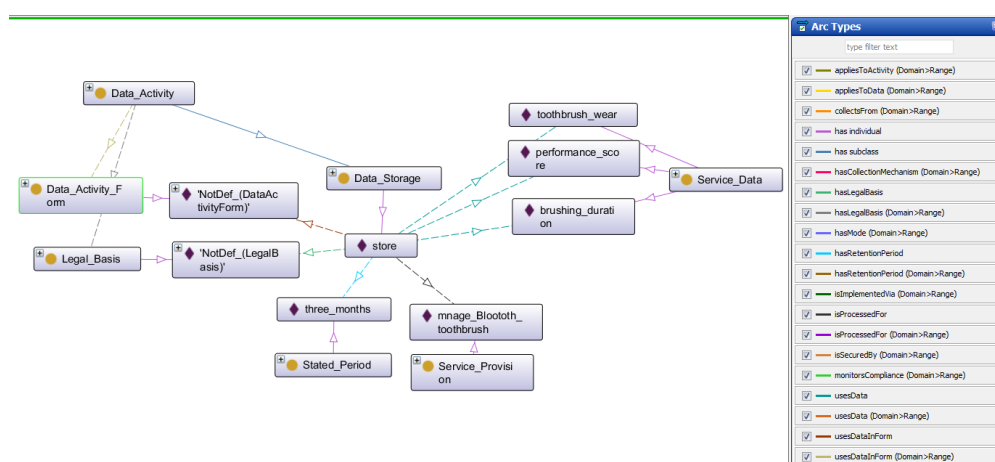 Data_Activity
toothbrush_wear
performance_sco
re
Data_Storage
Service_Data
Data_Activity_F
orm
'NotDef_(DataAc
tivityForm)'
brushing_durati
on
store
Legal_Basis
'NotDef_(LegalB
asis)'
three_months
mnage_Bloototh_
toothbrush
Stated_Period
Service_Provisi
on
Arc Types
type filter text
appliesToActivity (Domain>Range)
appliesToData (Domain>Range)
collectsFrom (Domain>Range)
has individual
has subclass
hasCollectionMechanism (Domain>Range)
hasLegalBasis
hasLegalBasis (Domain>Range)
hasMode (Domain>Range)
hasRetentionPeriod
hasRetentionPeriod (Domain>Range)
isImplementedVia (Domain>Range)
isProcessedFor
isProcessedFor (Domain>Range)
isSecuredBy (Domain>Range)
monitorsCompliance (Domain>Range)
usesData
usesData (Domain>Range)
usesDataInForm
usesDataInForm (Domain>Range)